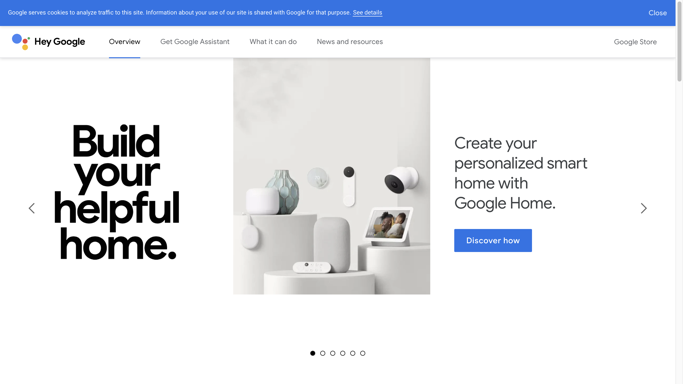 Google serves cookies to analyze traffic to this site. Information about your use of our site is shared with Google for that purpose. See details
Close
Hey Google
Overview
Get Google Assistant
What it can do
News and resources
Google Store
Build
your
helpful
home.
Create your
personalized smart
home with
Google Home.
Discover now